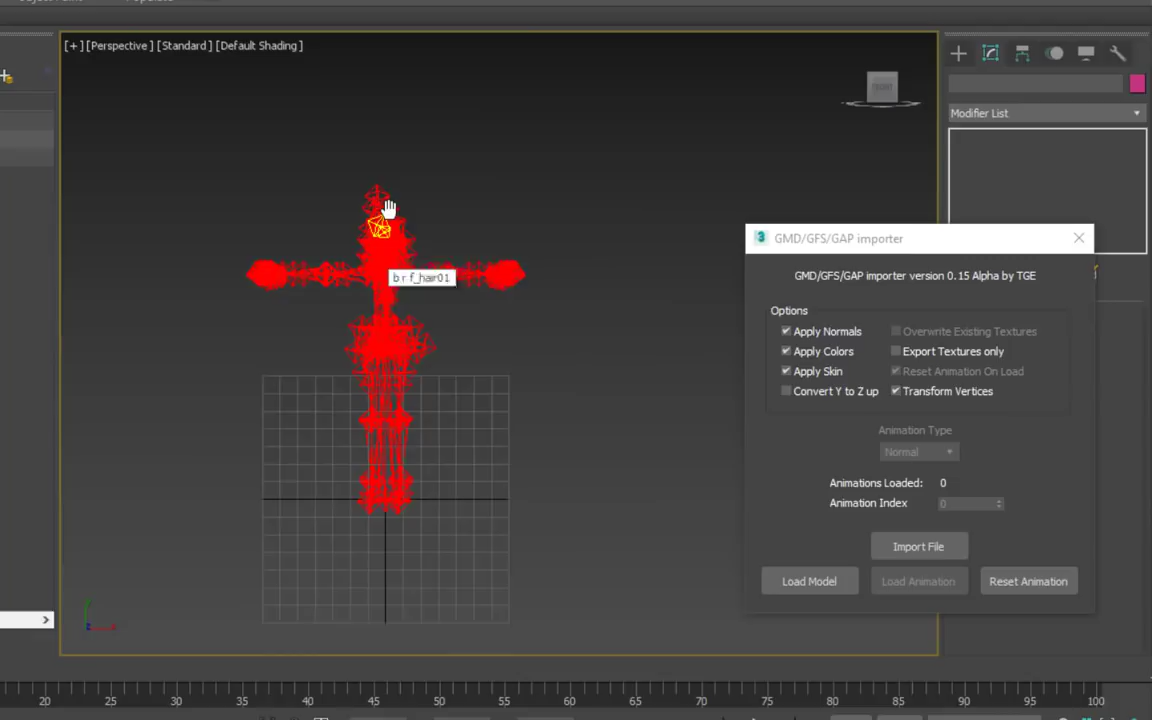 [+] [Perspective] [Standard] [Default Shading]
FRONT
Modifier List
GMD/GFS/GAP importer
GMD/GFS/GAP importer version 0.15 Alpha by TGE
Options
Apply Normals
Overwrite Existing Textures
Apply Colors
Export Textures only
Apply Skin
Reset Animation On Load
Convert Y to Z up
Transform Vertices
Animation Type
Normal
Animations Loaded: 0
Animation Index 0
Import File
Load Model
Load Animation
Reset Animation
b r f_hair01
20 25 30 35 40 45 50 55 60 65 70 75 80 85 90 95 100